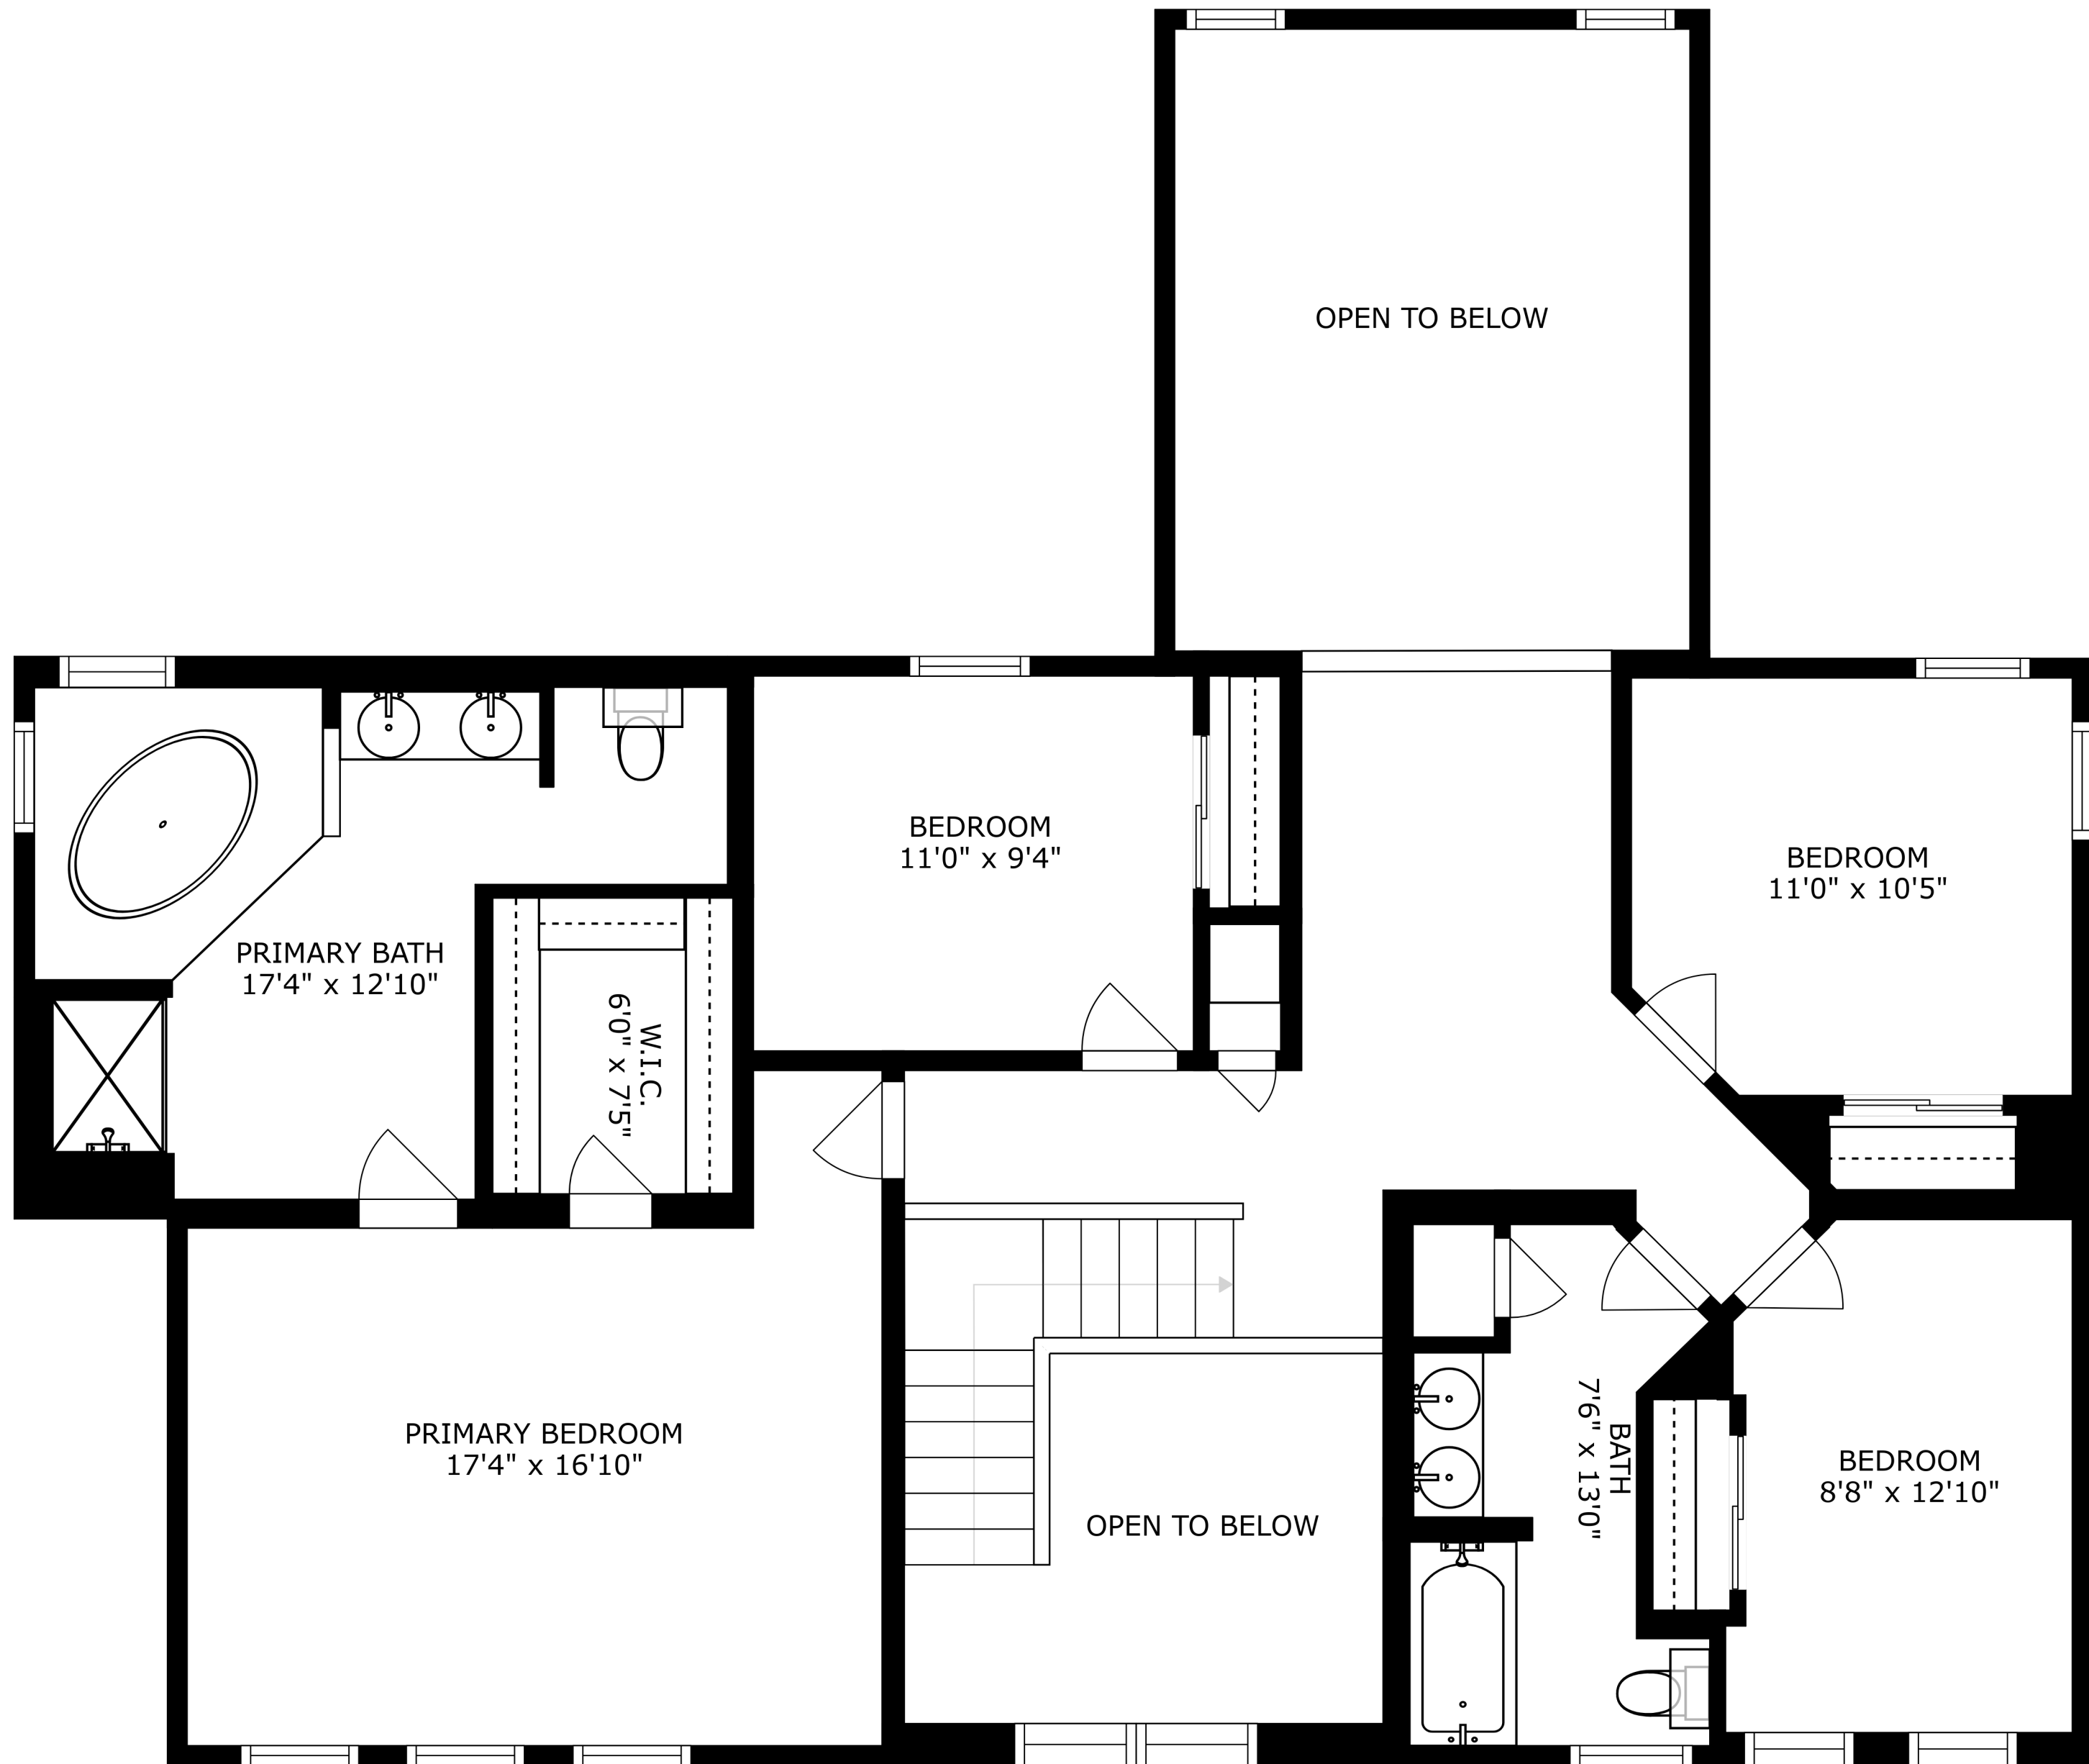 OPEN TO BELOW
BEDROOM
11'0" x 9'4"
BEDROOM
11'0" x 10'5"
PRIMARY BATH
17'4" x 12'10"
W.I.C.
6'0" x 7'5"
PRIMARY BEDROOM
17'4" x 16'10"
OPEN TO BELOW
BATH
7'6" x 13'0"
BEDROOM
8'8" x 12'10"